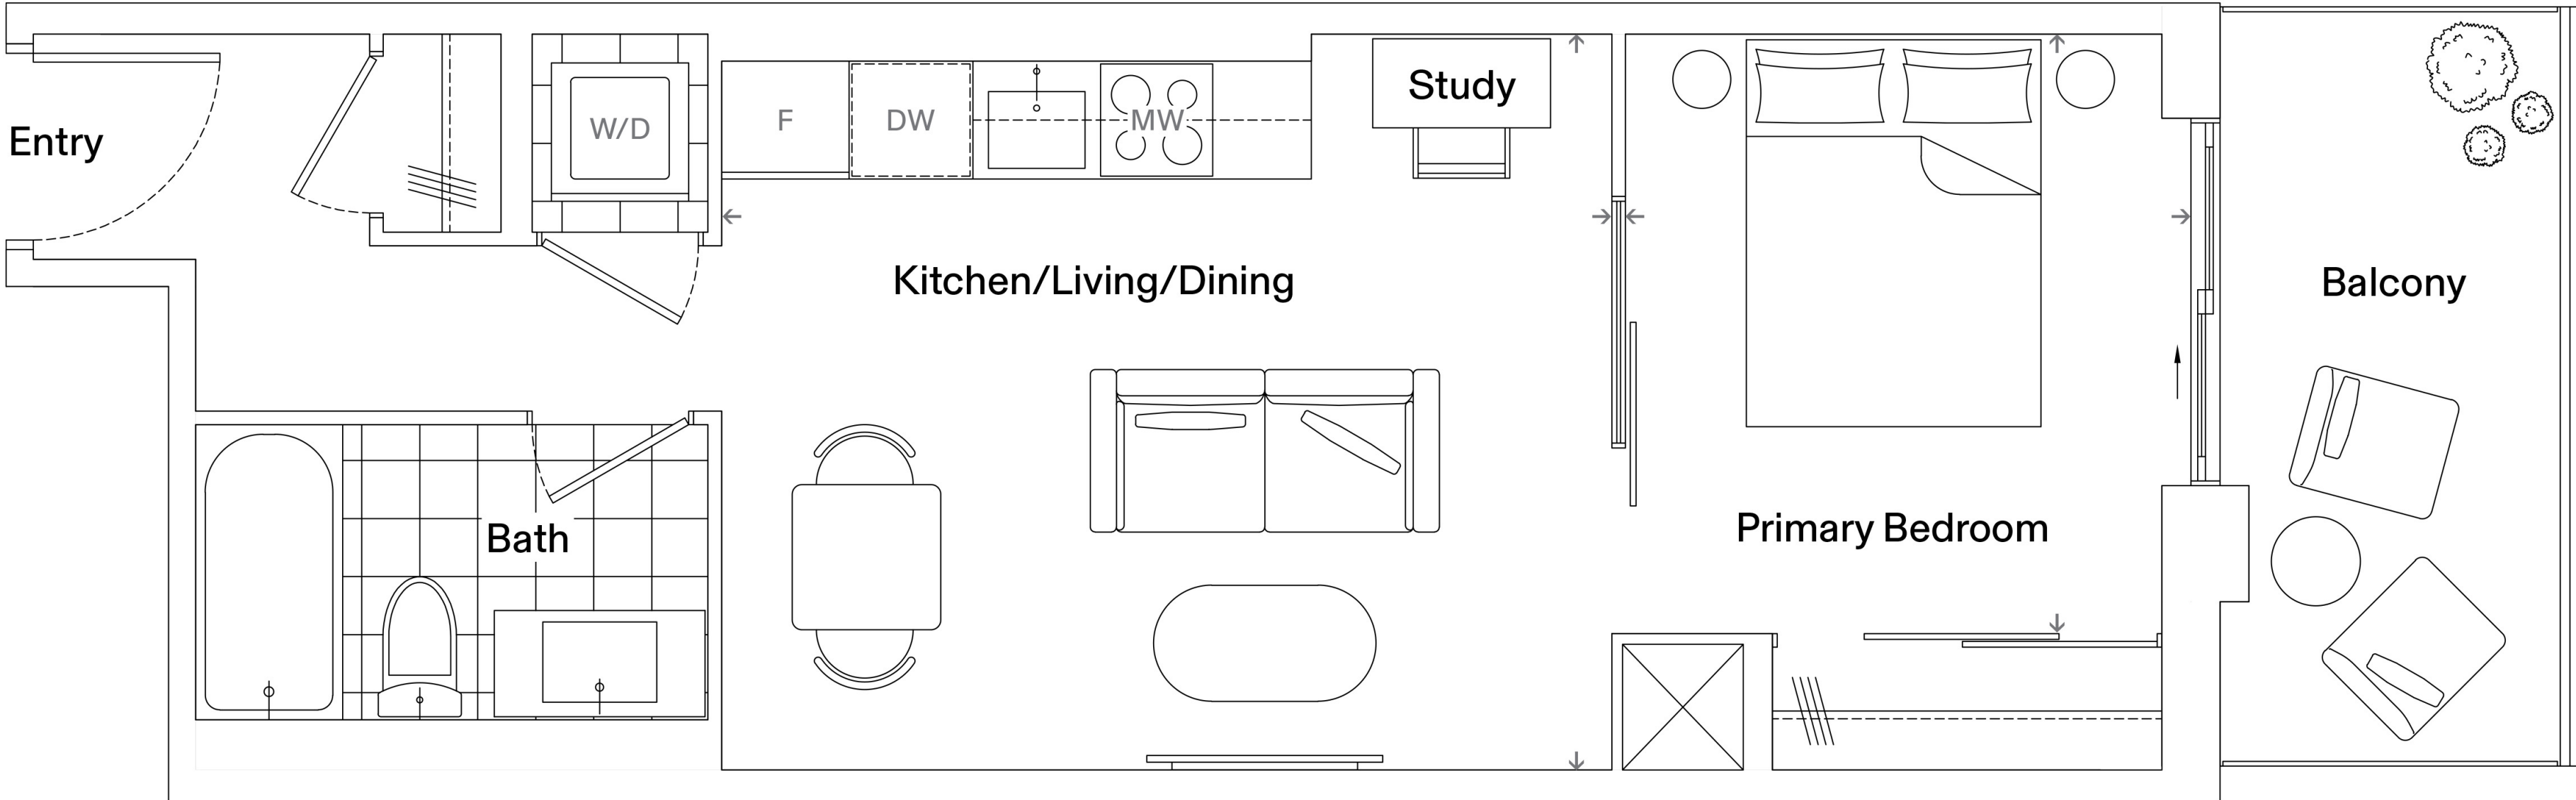 Entry
W/D
F
DW
MW
Study
Kitchen/Living/Dining
Balcony
Bath
Primary Bedroom